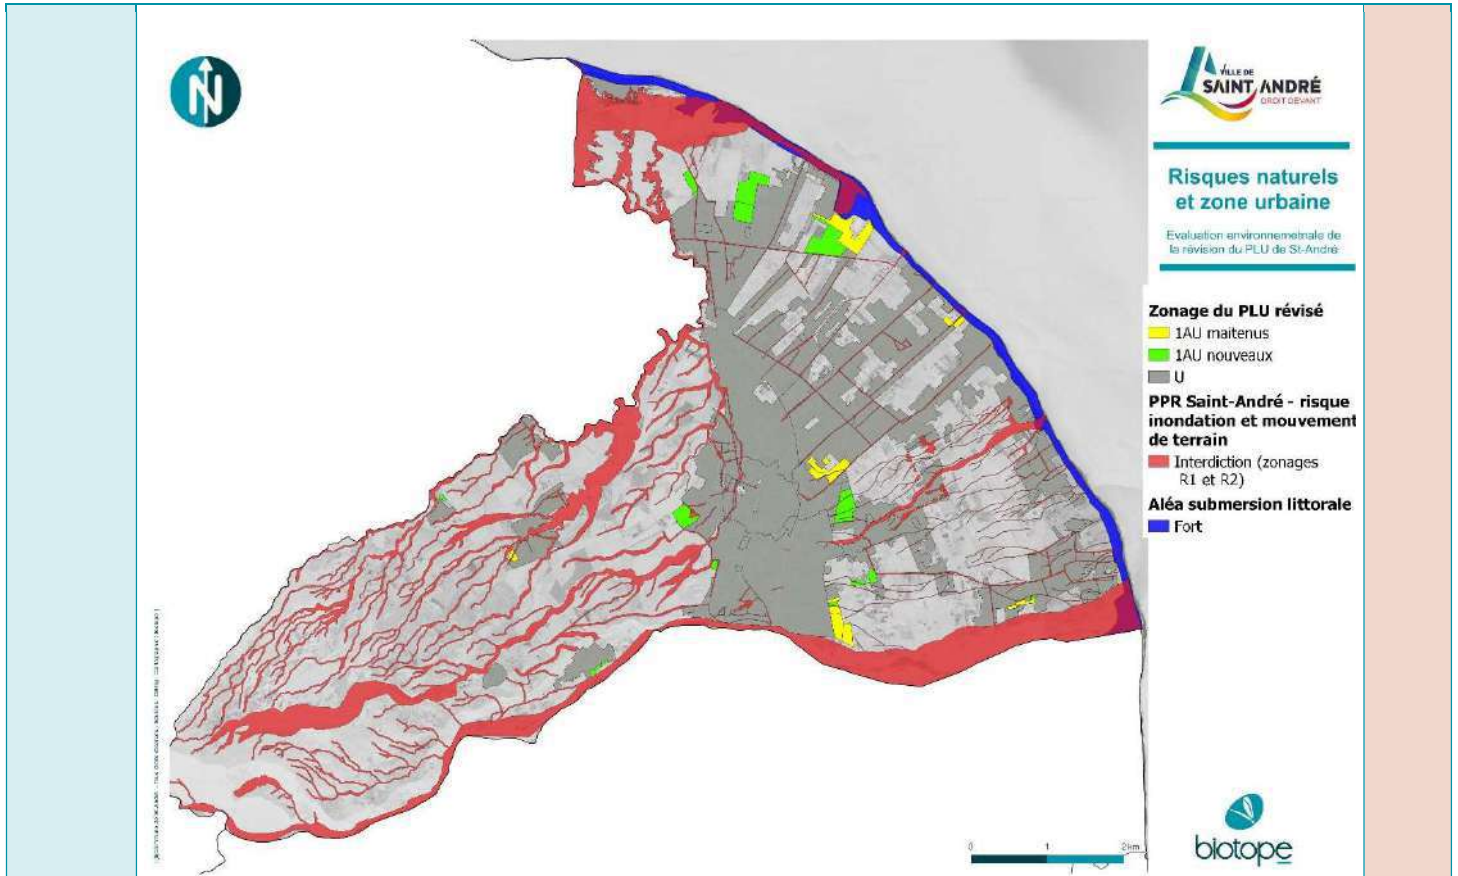 N
VILLE DE
SAINT ANDRÉ
DROIT DEVANT
Risques naturels
et zone urbaine
Evaluation environnemetnale de
la révision du PLU de St-André
Zonage du PLU révisé
1AU maitenus
1AU nouveaux
U
PPR Saint-André - risque
inondation et mouvement
de terrain
Interdiction (zonages
R1 et R2)
Aléa submersion littorale
Fort
0 1 2km
biotope